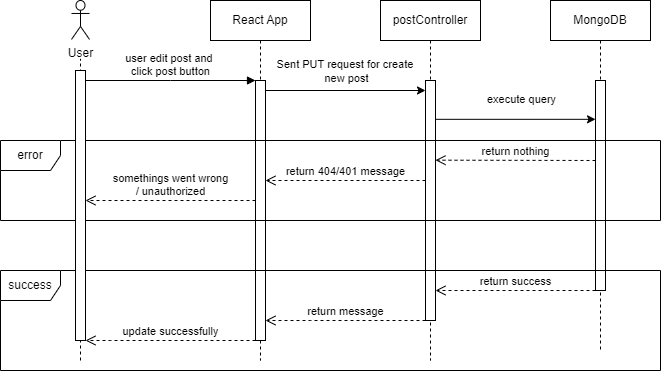 User
React App
postController
MongoDB
user edit post and
click post button
Sent PUT request for create
new post
execute query
error
return nothing
return 404/401 message
somethings went wrong
/ unauthorized
success
return success
return message
update successfully